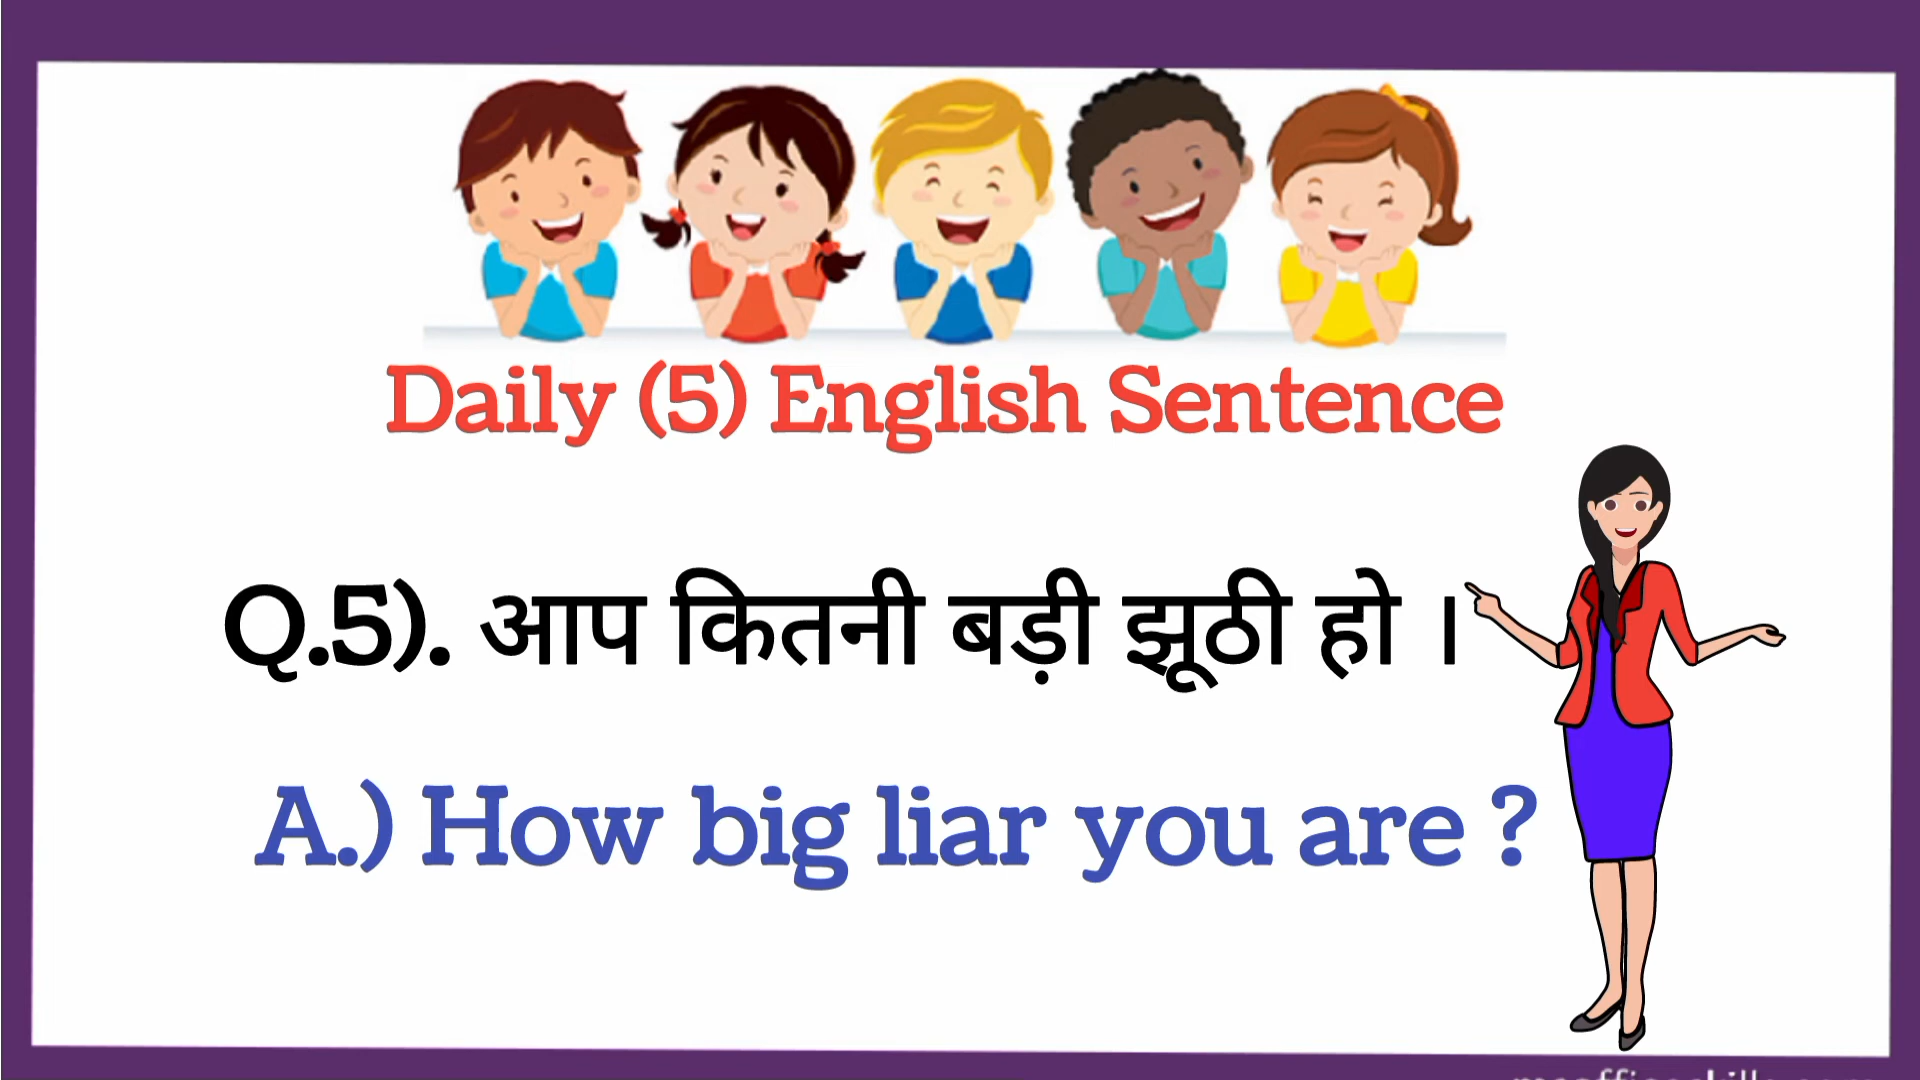 Daily (5) English Sentence
Q.5). आप कितनी बड़ी झूठी हो ।
A.) How big liar you are ?